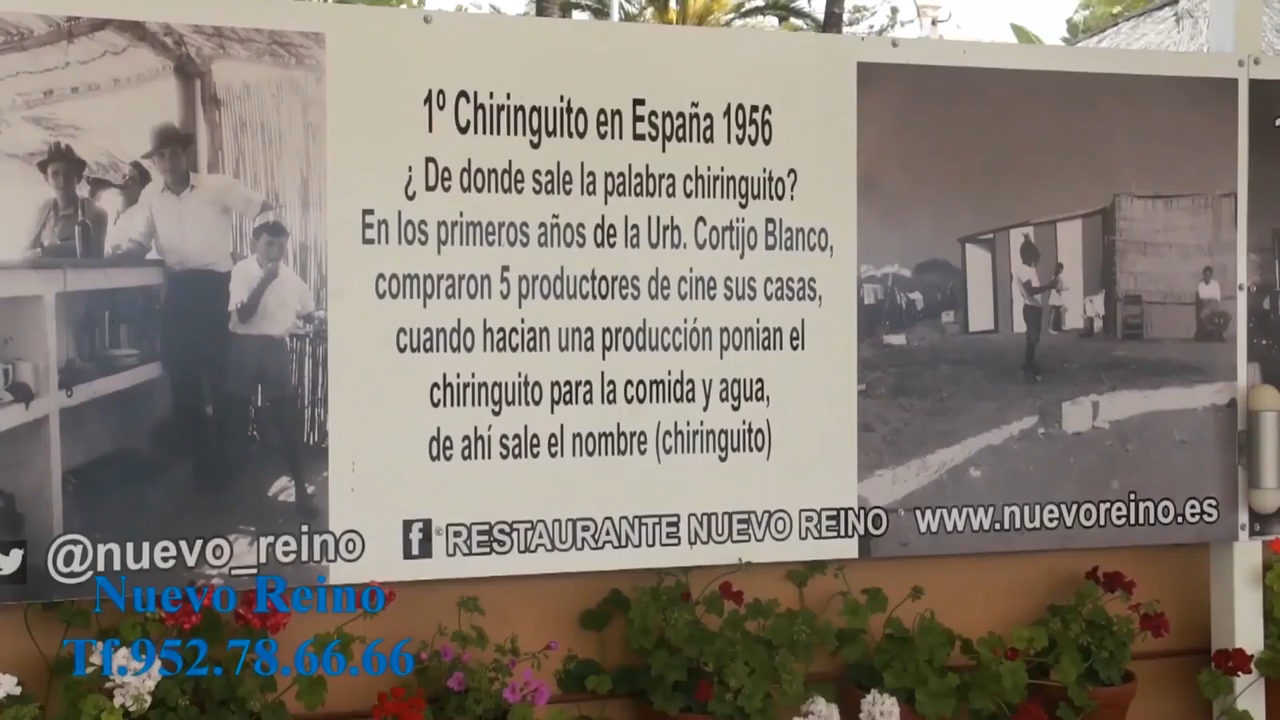 1º Chiringuito en España 1956
¿ De donde sale la palabra chiringuito?
En los primeros años de la Urb. Cortijo Blanco,
compraron 5 productores de cine sus casas,
cuando hacian una producción ponian el
chiringuito para la comida y agua,
de ahí sale el nombre (chiringuito)
@nuevo_reino
RESTAURANTE NUEVO REINO
www.nuevoreino.es
Nuevo Reino
Tf.952.78.66.66